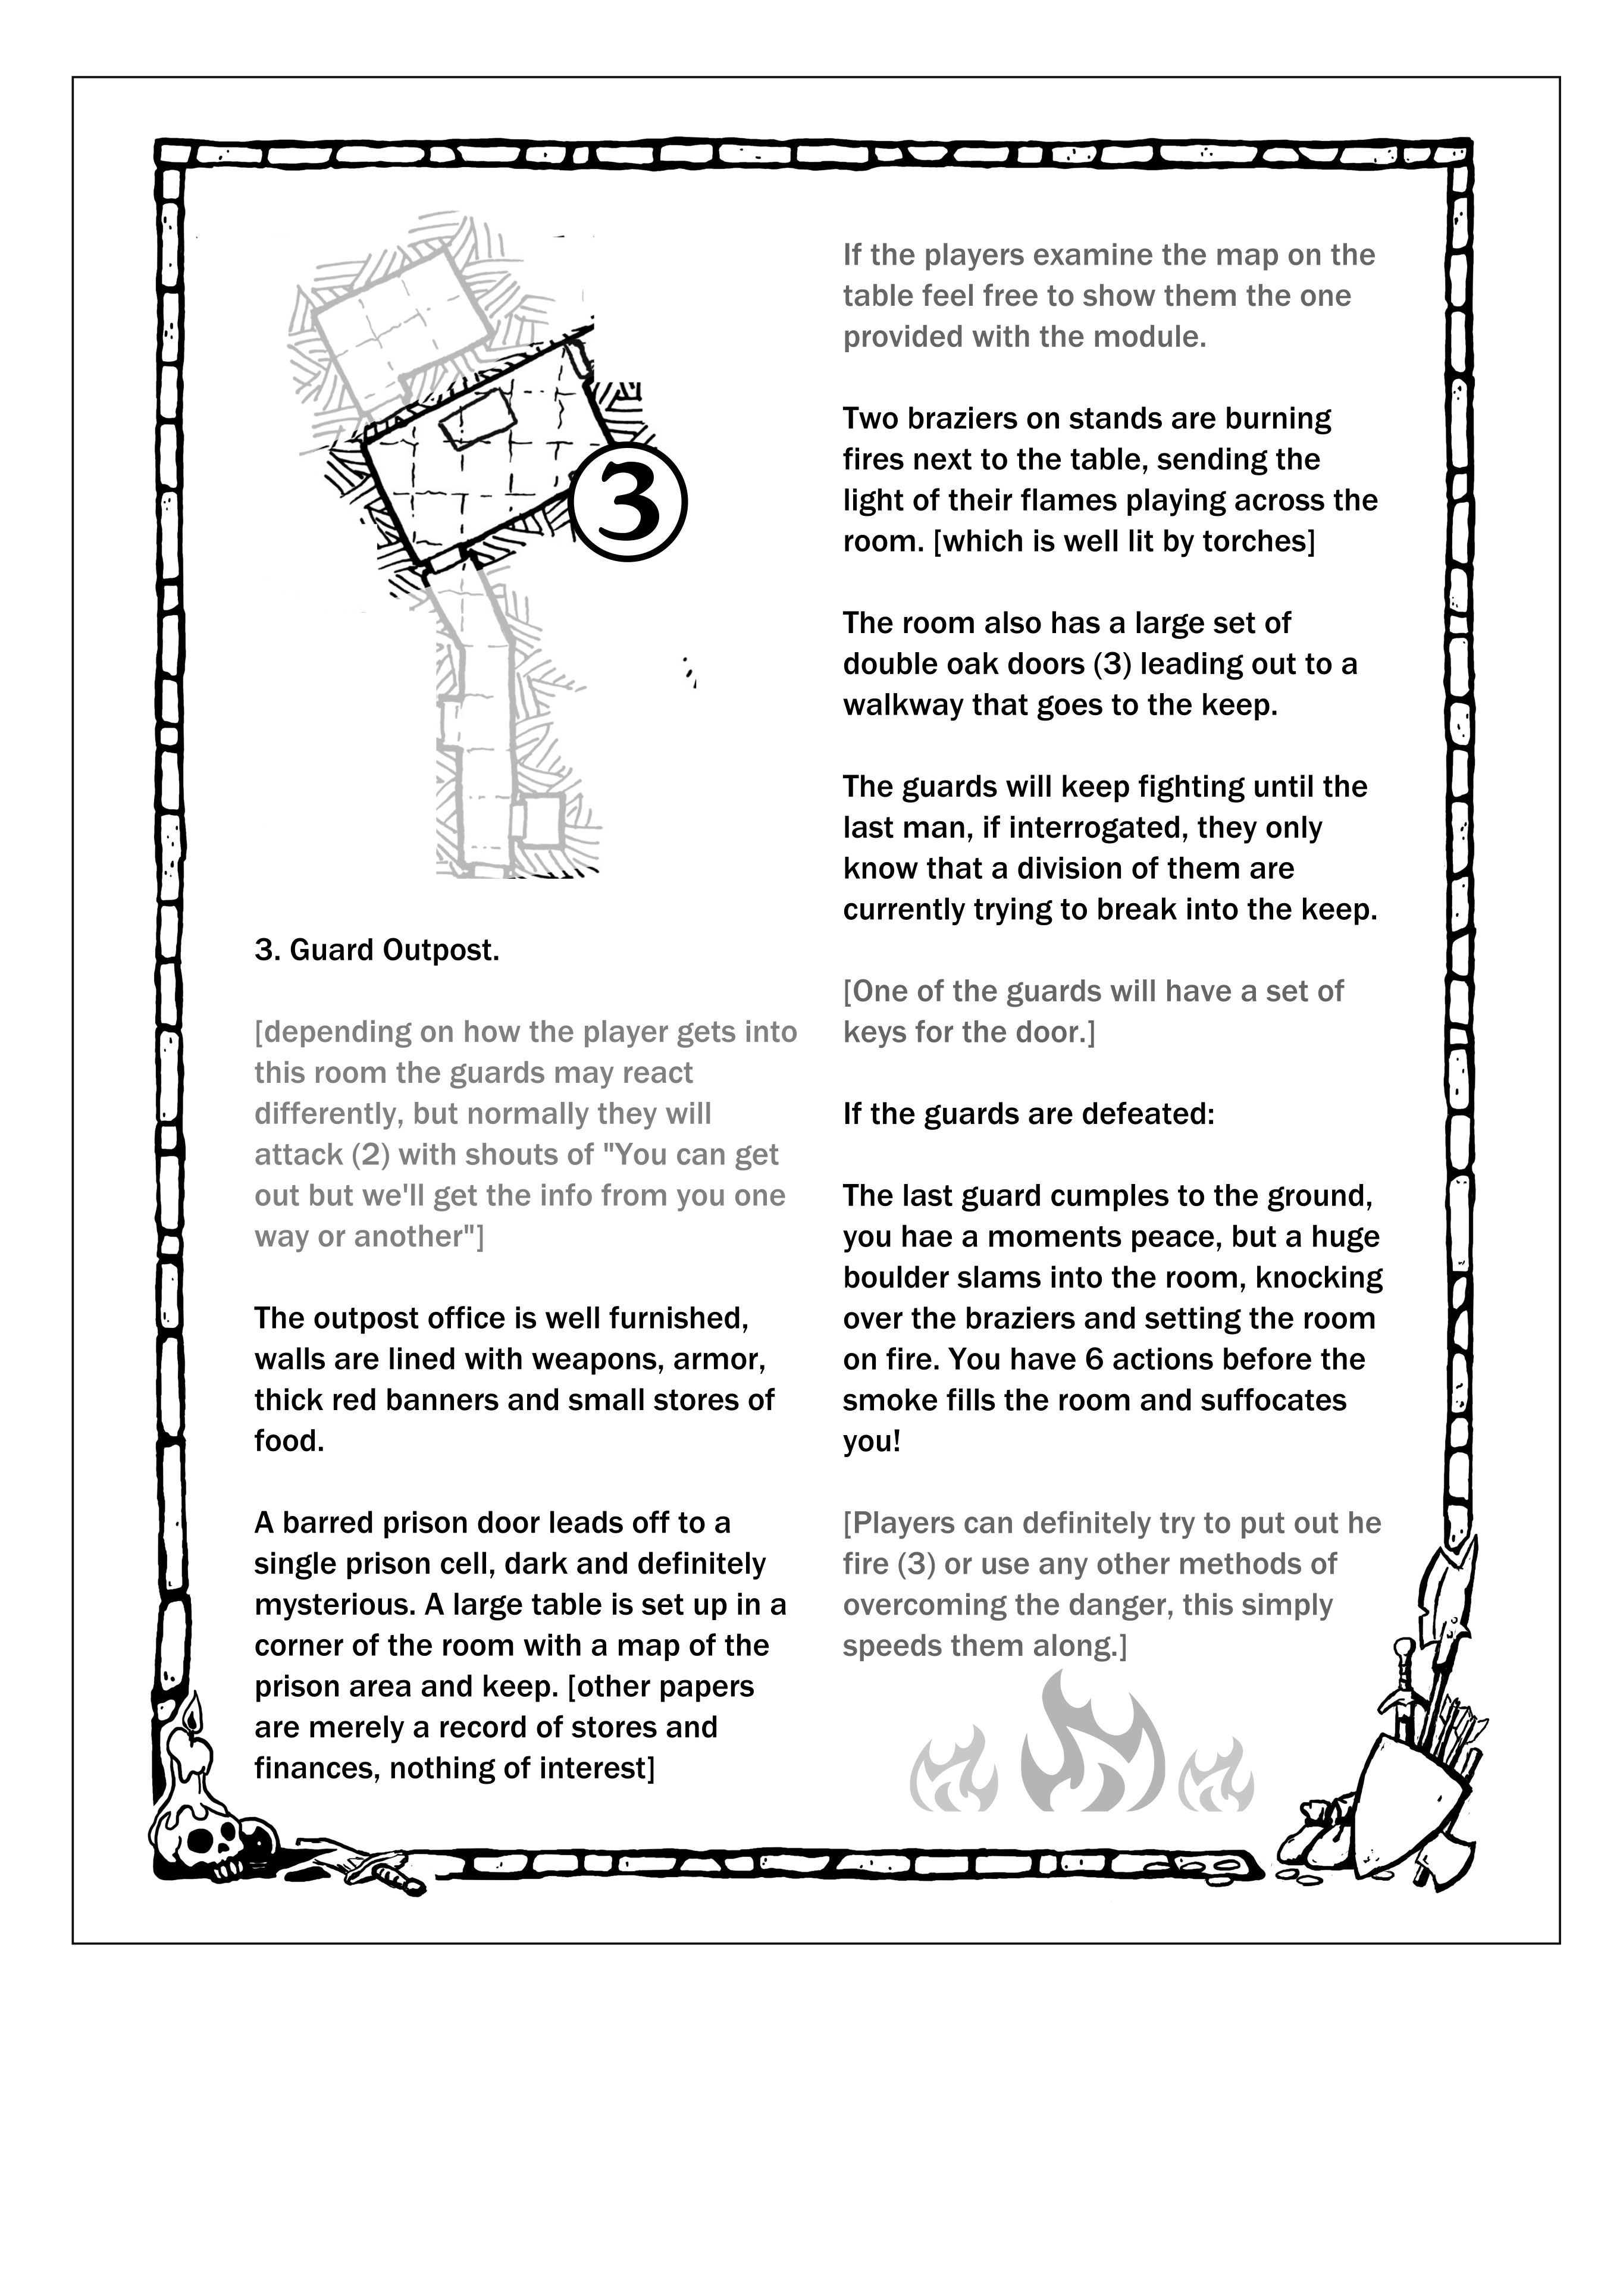 3
3. Guard Outpost.
[depending on how the player gets into
this room the guards may react
differently, but normally they will
attack (2) with shouts of "You can get
out but we'll get the info from you one
way or another"]
The outpost office is well furnished,
walls are lined with weapons, armor,
thick red banners and small stores of
food.
A barred prison door leads off to a
single prison cell, dark and definitely
mysterious. A large table is set up in a
corner of the room with a map of the
prison area and keep. [other papers
are merely a record of stores and
finances, nothing of interest]
If the players examine the map on the
table feel free to show them the one
provided with the module.
Two braziers on stands are burning
fires next to the table, sending the
light of their flames playing across the
room. [which is well lit by torches]
The room also has a large set of
double oak doors (3) leading out to a
walkway that goes to the keep.
The guards will keep fighting until the
last man, if interrogated, they only
know that a division of them are
currently trying to break into the keep.
[One of the guards will have a set of
keys for the door.]
If the guards are defeated:
The last guard cumples to the ground,
you hae a moments peace, but a huge
boulder slams into the room, knocking
over the braziers and setting the room
on fire. You have 6 actions before the
smoke fills the room and suffocates
you!
[Players can definitely try to put out he
fire (3) or use any other methods of
overcoming the danger, this simply
speeds them along.]